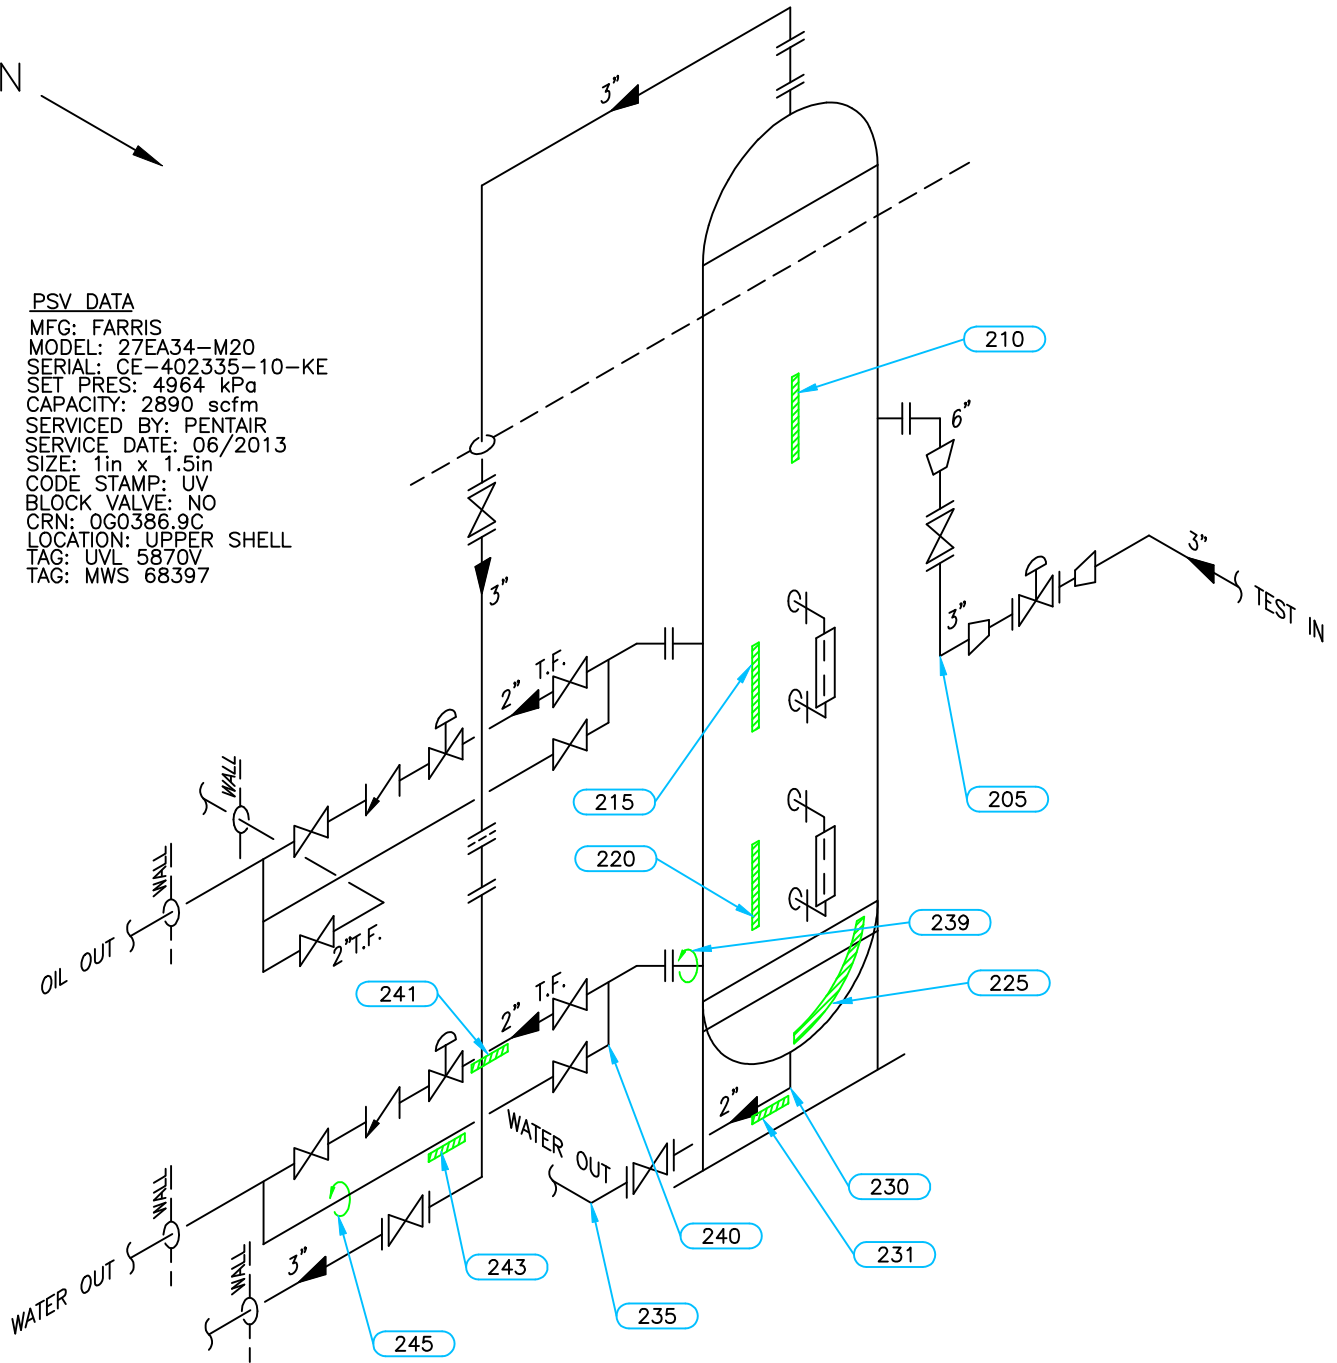 N
3"
PSV DATA
MFG: FARRIS
MODEL: 27EA34-M20
SERIAL: CE-402335-10-KE
SET PRES: 4964 kPa
CAPACITY: 2890 scfm
SERVICED BY: PENTAIR
SERVICE DATE: 06/2013
SIZE: 1in x 1.5in
CODE STAMP: UV
BLOCK VALVE: NO
CRN: 0G0386.9C
LOCATION: UPPER SHELL
TAG: UVL 5870V
TAG: MWS 68397
210
6"
3"
3"
TEST IN
3"
2" T.F.
WALL
215
205
220
WALL
OIL OUT
2"T.F.
239
225
241
2" T.F.
2"
WATER OUT
230
240
231
243
WALL
WATER OUT
WALL
3"
235
245